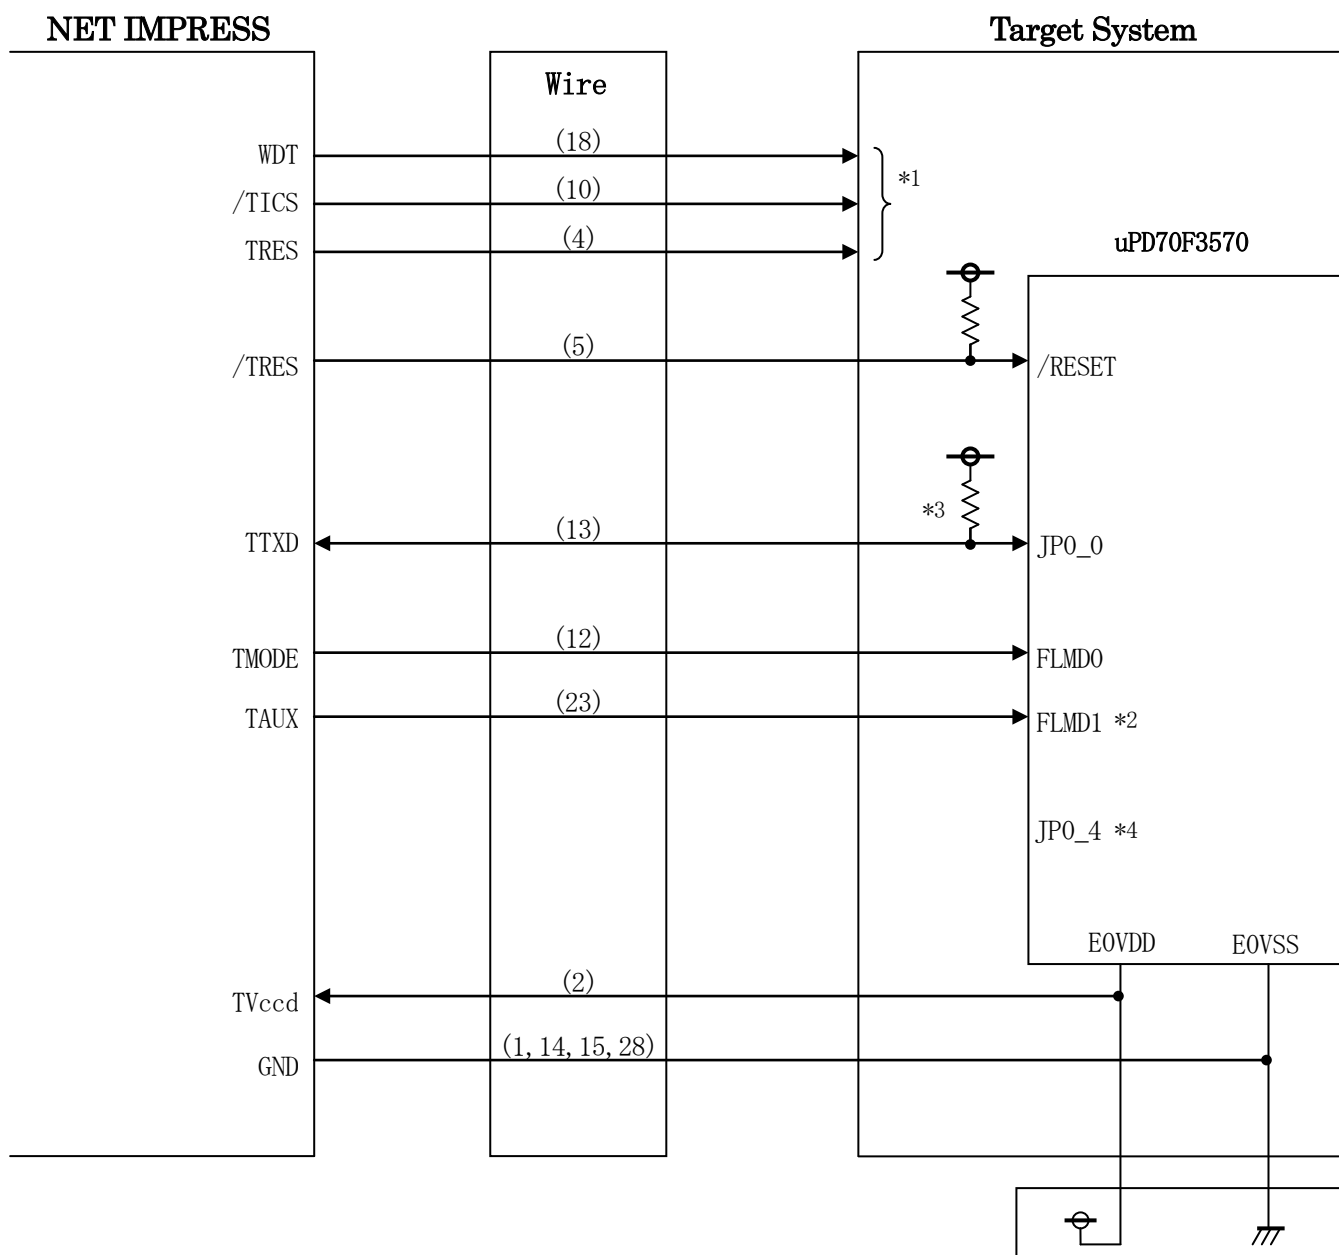 NET IMPRESS
Target System
Wire
WDT (18)
*1
/TICS (10)
TRES (4)
uPD70F3570
/TRES (5) /RESET
*3
TTXD (13) JP0_0
TMODE (12) FLMD0
TAUX (23) FLMD1 *2
JP0_4 *4
E0VDD E0VSS
TVccd (2)
GND (1,14,15,28)